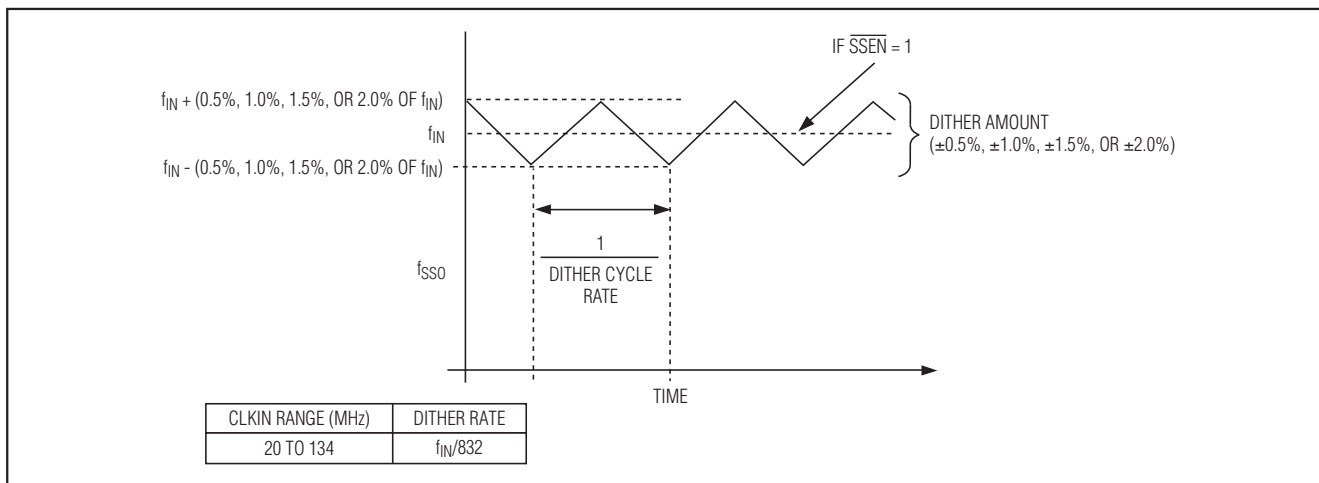 IF S̅S̅E̅N̅ = 1
fIN + (0.5%, 1.0%, 1.5%, OR 2.0% OF fIN)
fIN
fIN - (0.5%, 1.0%, 1.5%, OR 2.0% OF fIN)
DITHER AMOUNT
(±0.5%, ±1.0%, ±1.5%, OR ±2.0%)
fSSO
1
DITHER CYCLE
RATE
TIME
CLKIN RANGE (MHz) DITHER RATE
20 TO 134 fIN/832